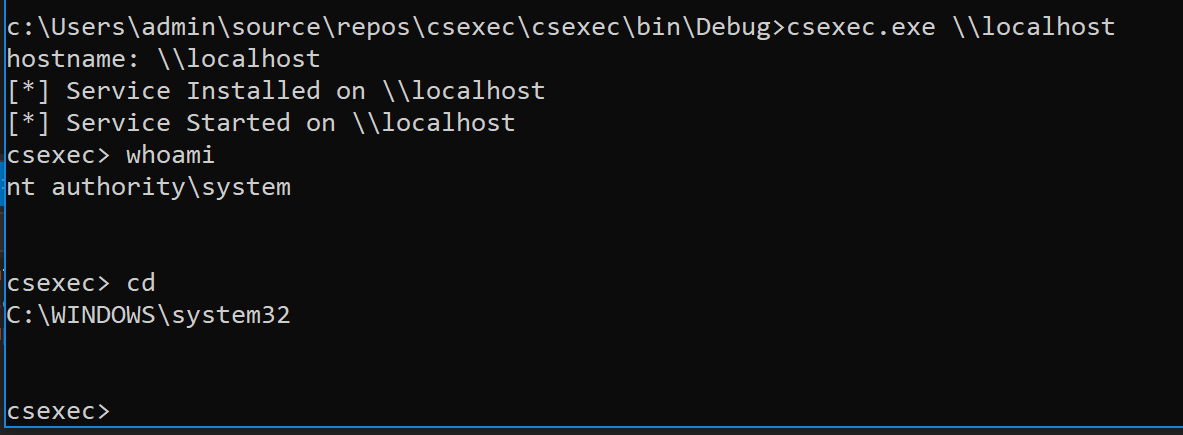 c:\Users\admin\source\repos\csexec\csexec\bin\Debug>csexec.exe \\localhost
hostname: \\localhost
[*] Service Installed on \\localhost
[*] Service Started on \\localhost
csexec> whoami
nt authority\system
csexec> cd
C:\WINDOWS\system32
csexec>